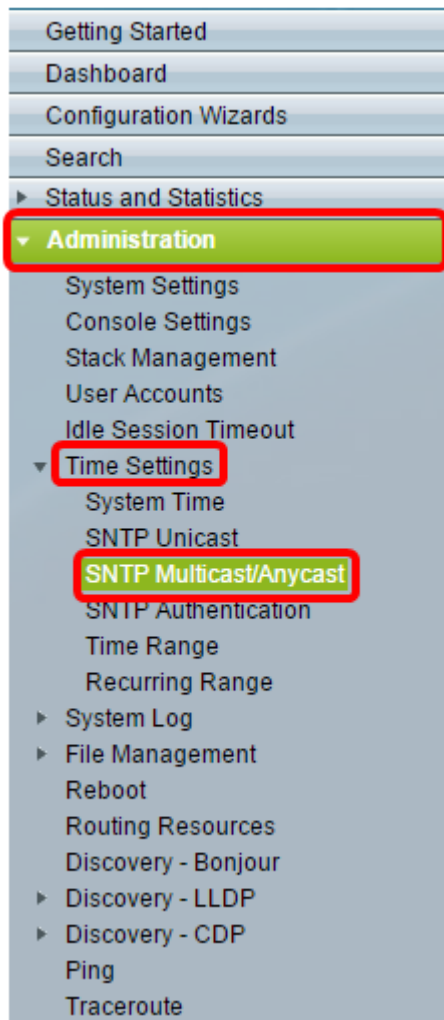 Getting Started
Dashboard
Configuration Wizards
Search
Status and Statistics
Administration
System Settings
Console Settings
Stack Management
User Accounts
Idle Session Timeout
Time Settings
System Time
SNTP Unicast
SNTP Multicast/Anycast
SNTP Authentication
Time Range
Recurring Range
System Log
File Management
Reboot
Routing Resources
Discovery - Bonjour
Discovery - LLDP
Discovery - CDP
Ping
Traceroute